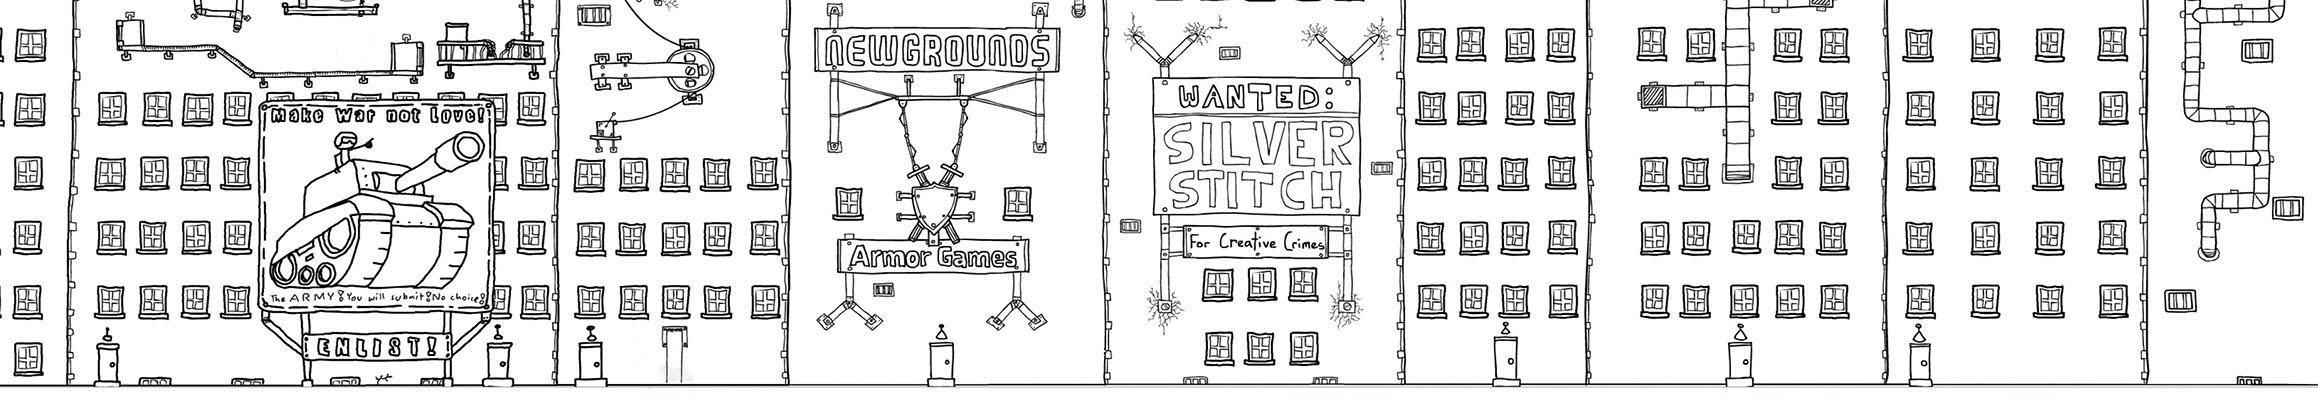 Make War not Love!
The ARMY! You will submit! No choice!
ENLIST!
NEWGROUNDS
Armor Games
WANTED:
SILVER
STITCH
For Creative Crimes